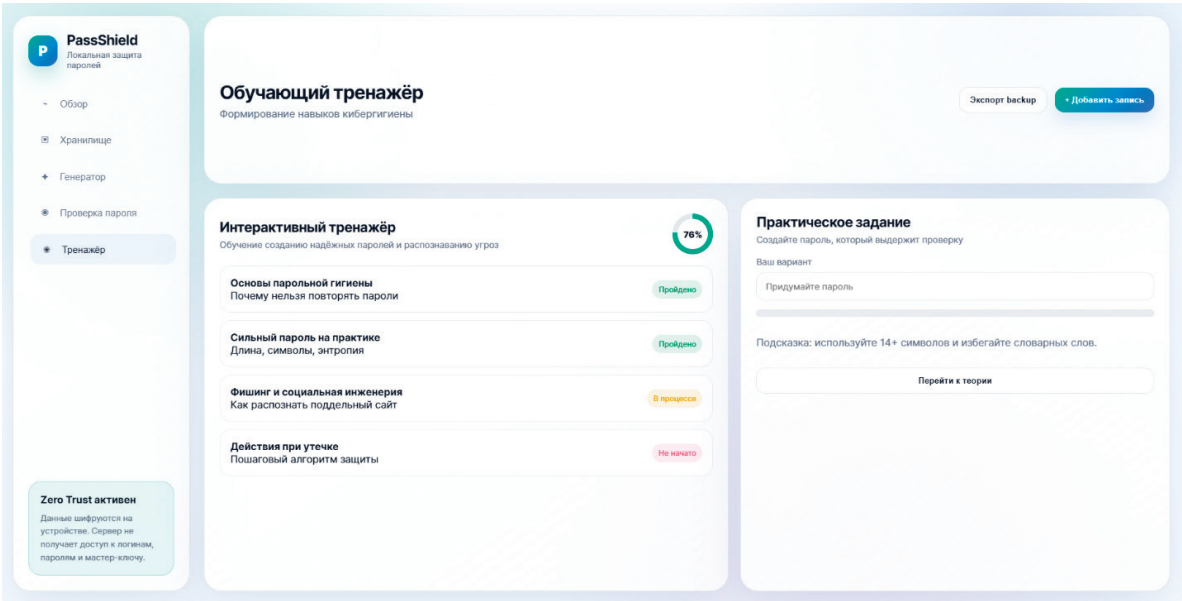 P
PassShield
Локальная защита
паролей
Обзор
Хранилище
Генератор
Проверка пароля
Тренажёр
Zero Trust активен
Данные шифруются на
устройстве. Сервер не
получает доступ к логинам,
паролям и мастер-ключу.
Обучающий тренажёр
Формирование навыков кибергигиены
Экспорт backup
+ Добавить запись
Интерактивный тренажёр
Обучение созданию надёжных паролей и распознаванию угроз
76%
Основы парольной гигиены
Почему нельзя повторять пароли
Пройдено
Сильный пароль на практике
Длина, символы, энтропия
Пройдено
Фишинг и социальная инженерия
Как распознать поддельный сайт
В процессе
Действия при утечке
Пошаговый алгоритм защиты
Не начато
Практическое задание
Создайте пароль, который выдержит проверку
Ваш вариант
Придумайте пароль
Подсказка: используйте 14+ символов и избегайте словарных слов.
Перейти к теории